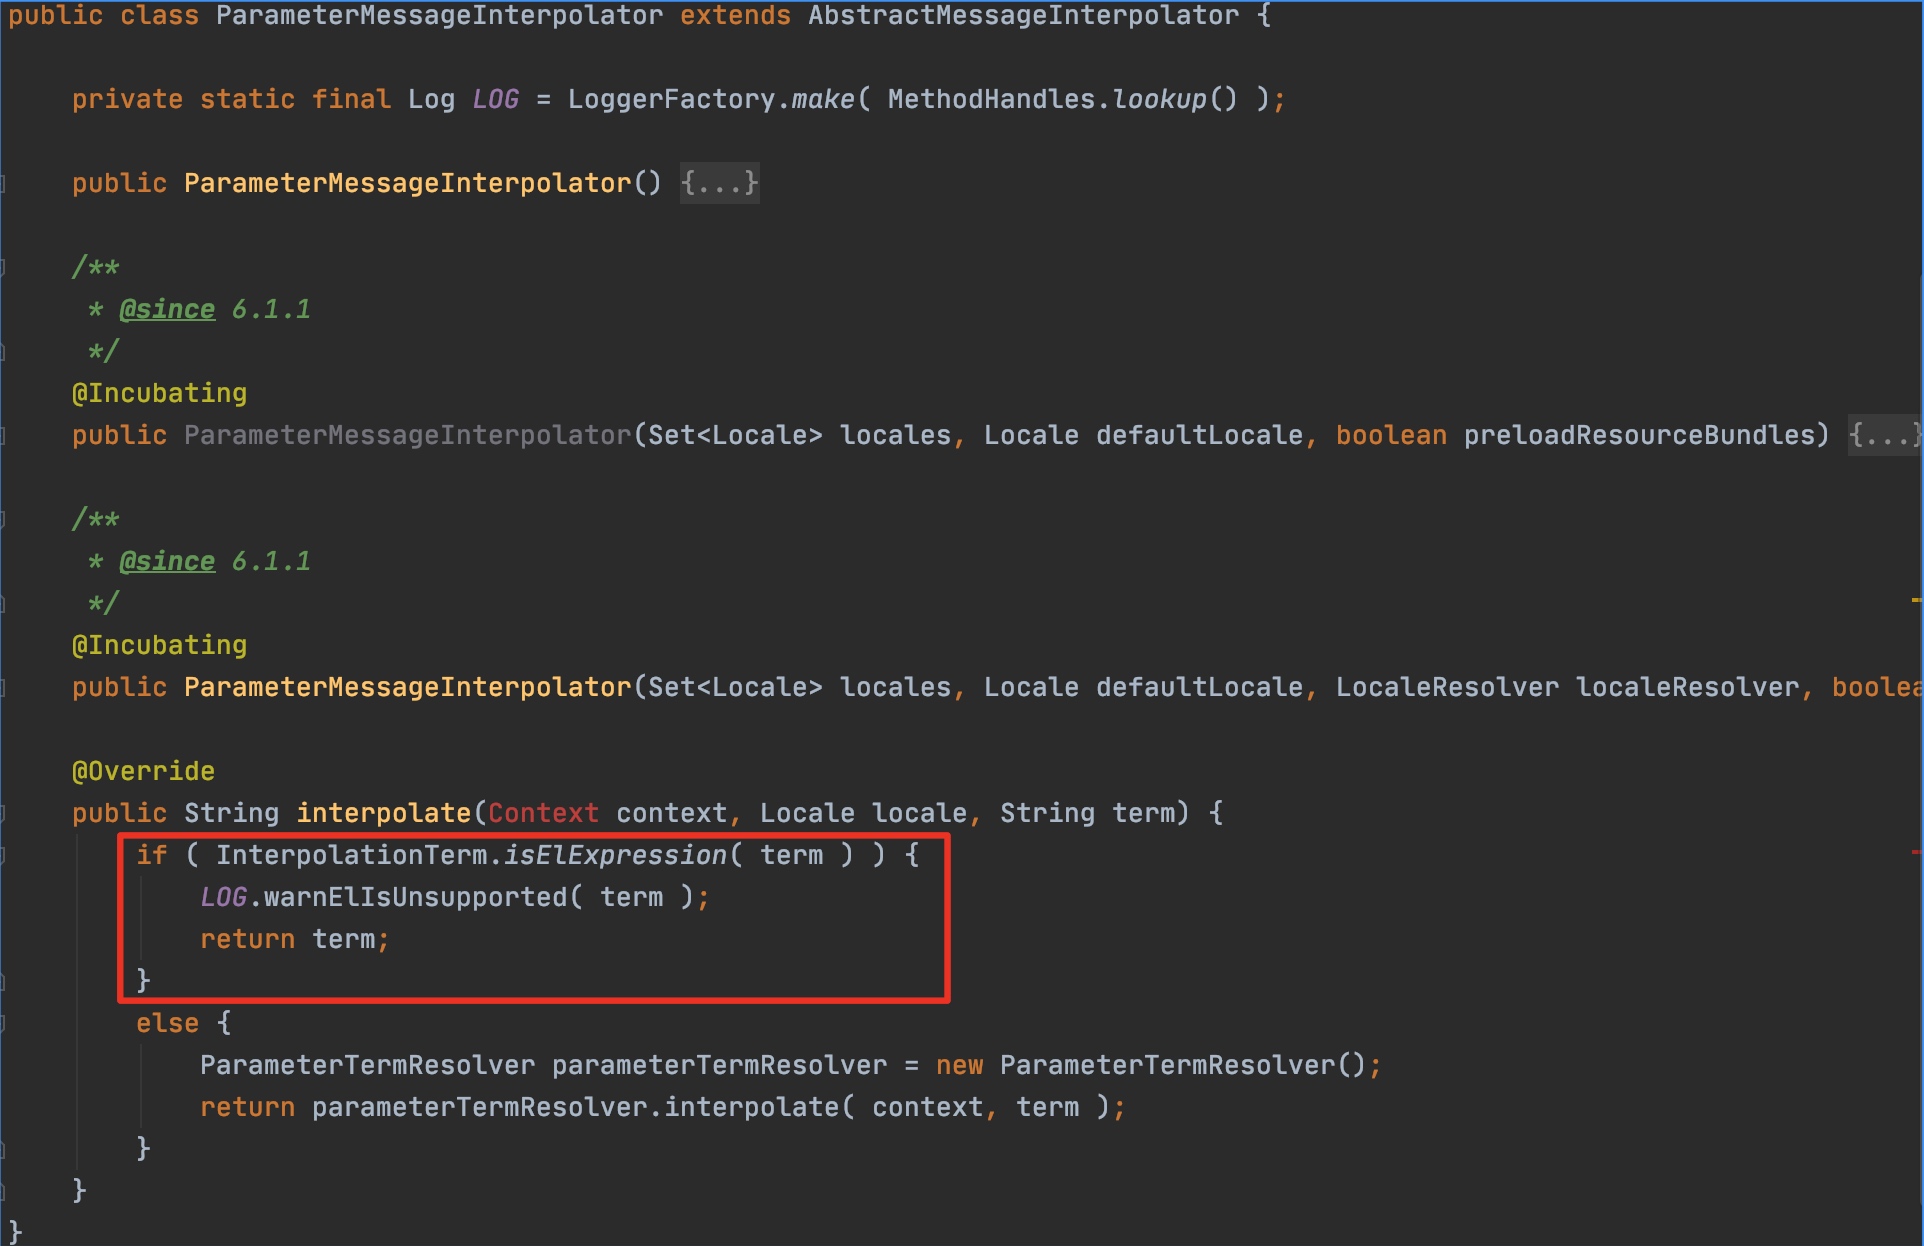 public class ParameterMessageInterpolator extends AbstractMessageInterpolator {
private static final Log LOG = LoggerFactory.make( MethodHandles.lookup() );
public ParameterMessageInterpolator() {...}
/**
* @since 6.1.1
*/
@Incubating
public ParameterMessageInterpolator(Set<Locale> locales, Locale defaultLocale, boolean preloadResourceBundles) {...}
/**
* @since 6.1.1
*/
@Incubating
public ParameterMessageInterpolator(Set<Locale> locales, Locale defaultLocale, LocaleResolver localeResolver, boolea
@Override
public String interpolate(Context context, Locale locale, String term) {
if ( InterpolationTerm.isElExpression( term ) ) {
LOG.warnElIsUnsupported( term );
return term;
}
else {
ParameterTermResolver parameterTermResolver = new ParameterTermResolver();
return parameterTermResolver.interpolate( context, term );
}
}
}